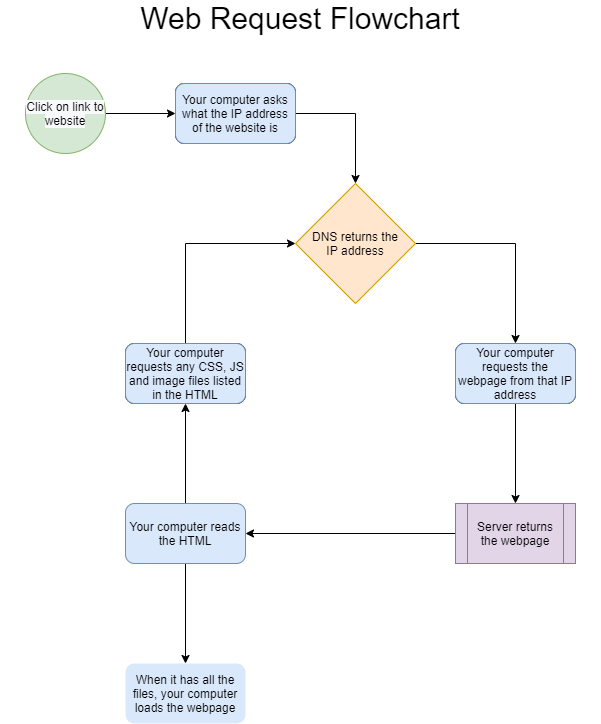 Web Request Flowchart
Click on link to
website
Your computer asks
what the IP address
of the website is
DNS returns the
IP address
Your computer
requests any CSS, JS
and image files listed
in the HTML
Your computer
requests the
webpage from that IP
address
Your computer reads
the HTML
Server returns
the webpage
When it has all the
files, your computer
loads the webpage